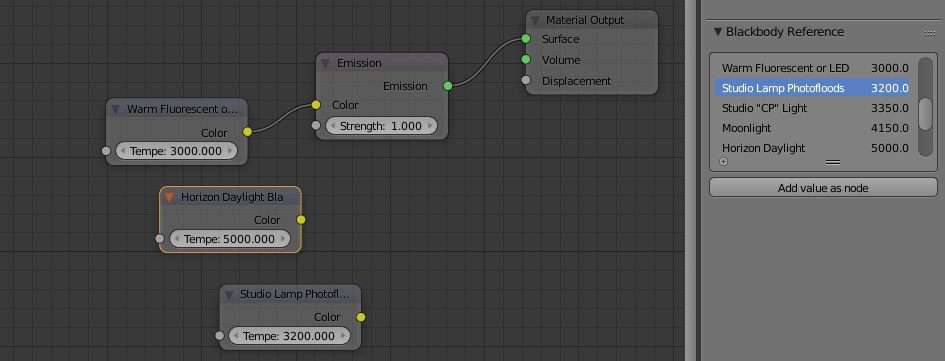 Material Output
Surface
Volume
Displacement
Emission
Emission
Color
Strength: 1.000
Warm Fluorescent o...
Color
Tempe: 3000.000
Horizon Daylight Bla
Color
Tempe: 5000.000
Studio Lamp Photofl...
Color
Tempe: 3200.000
Blackbody Reference
Warm Fluorescent or LED 3000.0
Studio Lamp Photofloods 3200.0
Studio "CP" Light 3350.0
Moonlight 4150.0
Horizon Daylight 5000.0
Add value as node